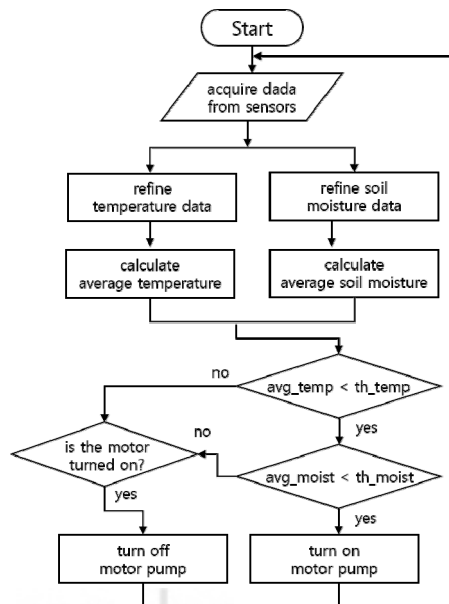 Start
acquire dada
from sensors
refine
temperature data
refine soil
moisture data
calculate
average temperature
calculate
average soil moisture
no
avg_temp < th_temp
yes
is the motor
turned on?
no
avg_moist < th_moist
yes
yes
turn off
motor pump
turn on
motor pump